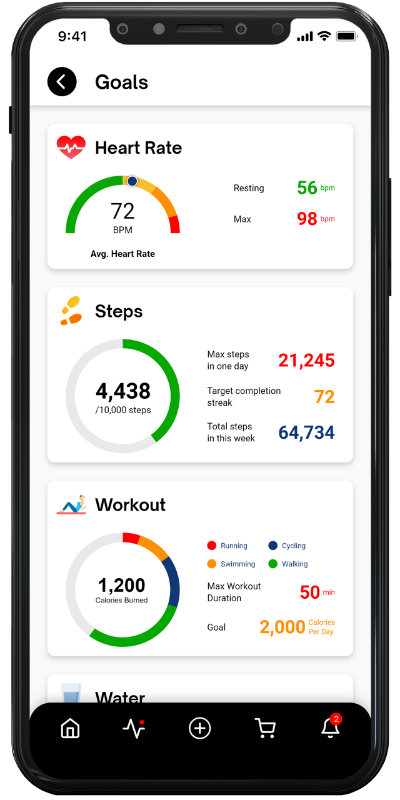 9:41
Goals
Heart Rate
72
BPM
Avg. Heart Rate
Resting 56 bpm
Max 98 bpm
Steps
4,438
/10,000 steps
Max steps
in one day 21,245
Target completion
streak 72
Total steps
in this week 64,734
Workout
1,200
Calories Burned
Running Cycling
Swimming Walking
Max Workout
Duration 50 min
Goal 2,000 Calories
Per Day
Water
2